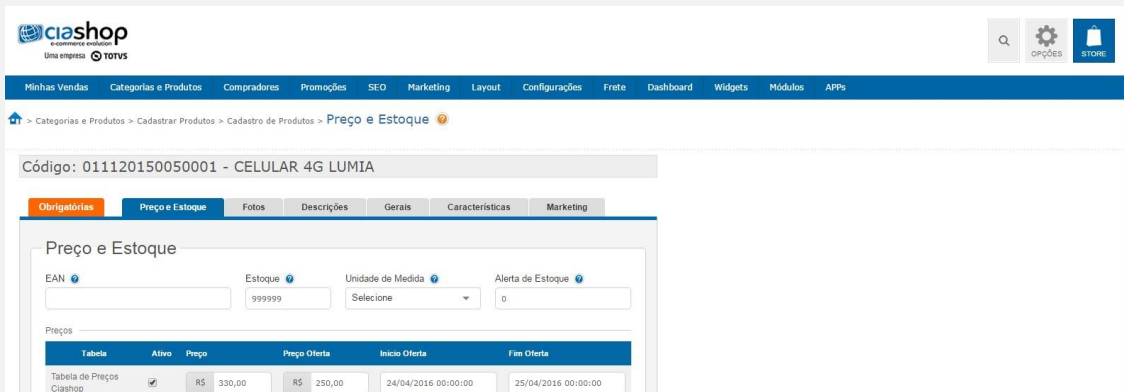 ciashop
e-commerce evolution
Uma empresa TOTVS
OPÇÕES
STORE
Minhas Vendas Categorias e Produtos Compradores Promoções SEO Marketing Layout Configurações Frete Dashboard Widgets Módulos APPs
> Categorias e Produtos > Cadastrar Produtos > Cadastro de Produtos > Preço e Estoque ?
Código: 011120150050001 - CELULAR 4G LUMIA
Obrigatórias Preço e Estoque Fotos Descrições Gerais Características Marketing
Preço e Estoque
EAN ? Estoque ? Unidade de Medida ? Alerta de Estoque ?
999999 Selecione 0
Preços
Tabela Ativo Preço Preço Oferta Inicio Oferta Fim Oferta
Tabela de Preços
Ciashop
R$ 330,00 R$ 250,00 24/04/2016 00:00:00 25/04/2016 00:00:00